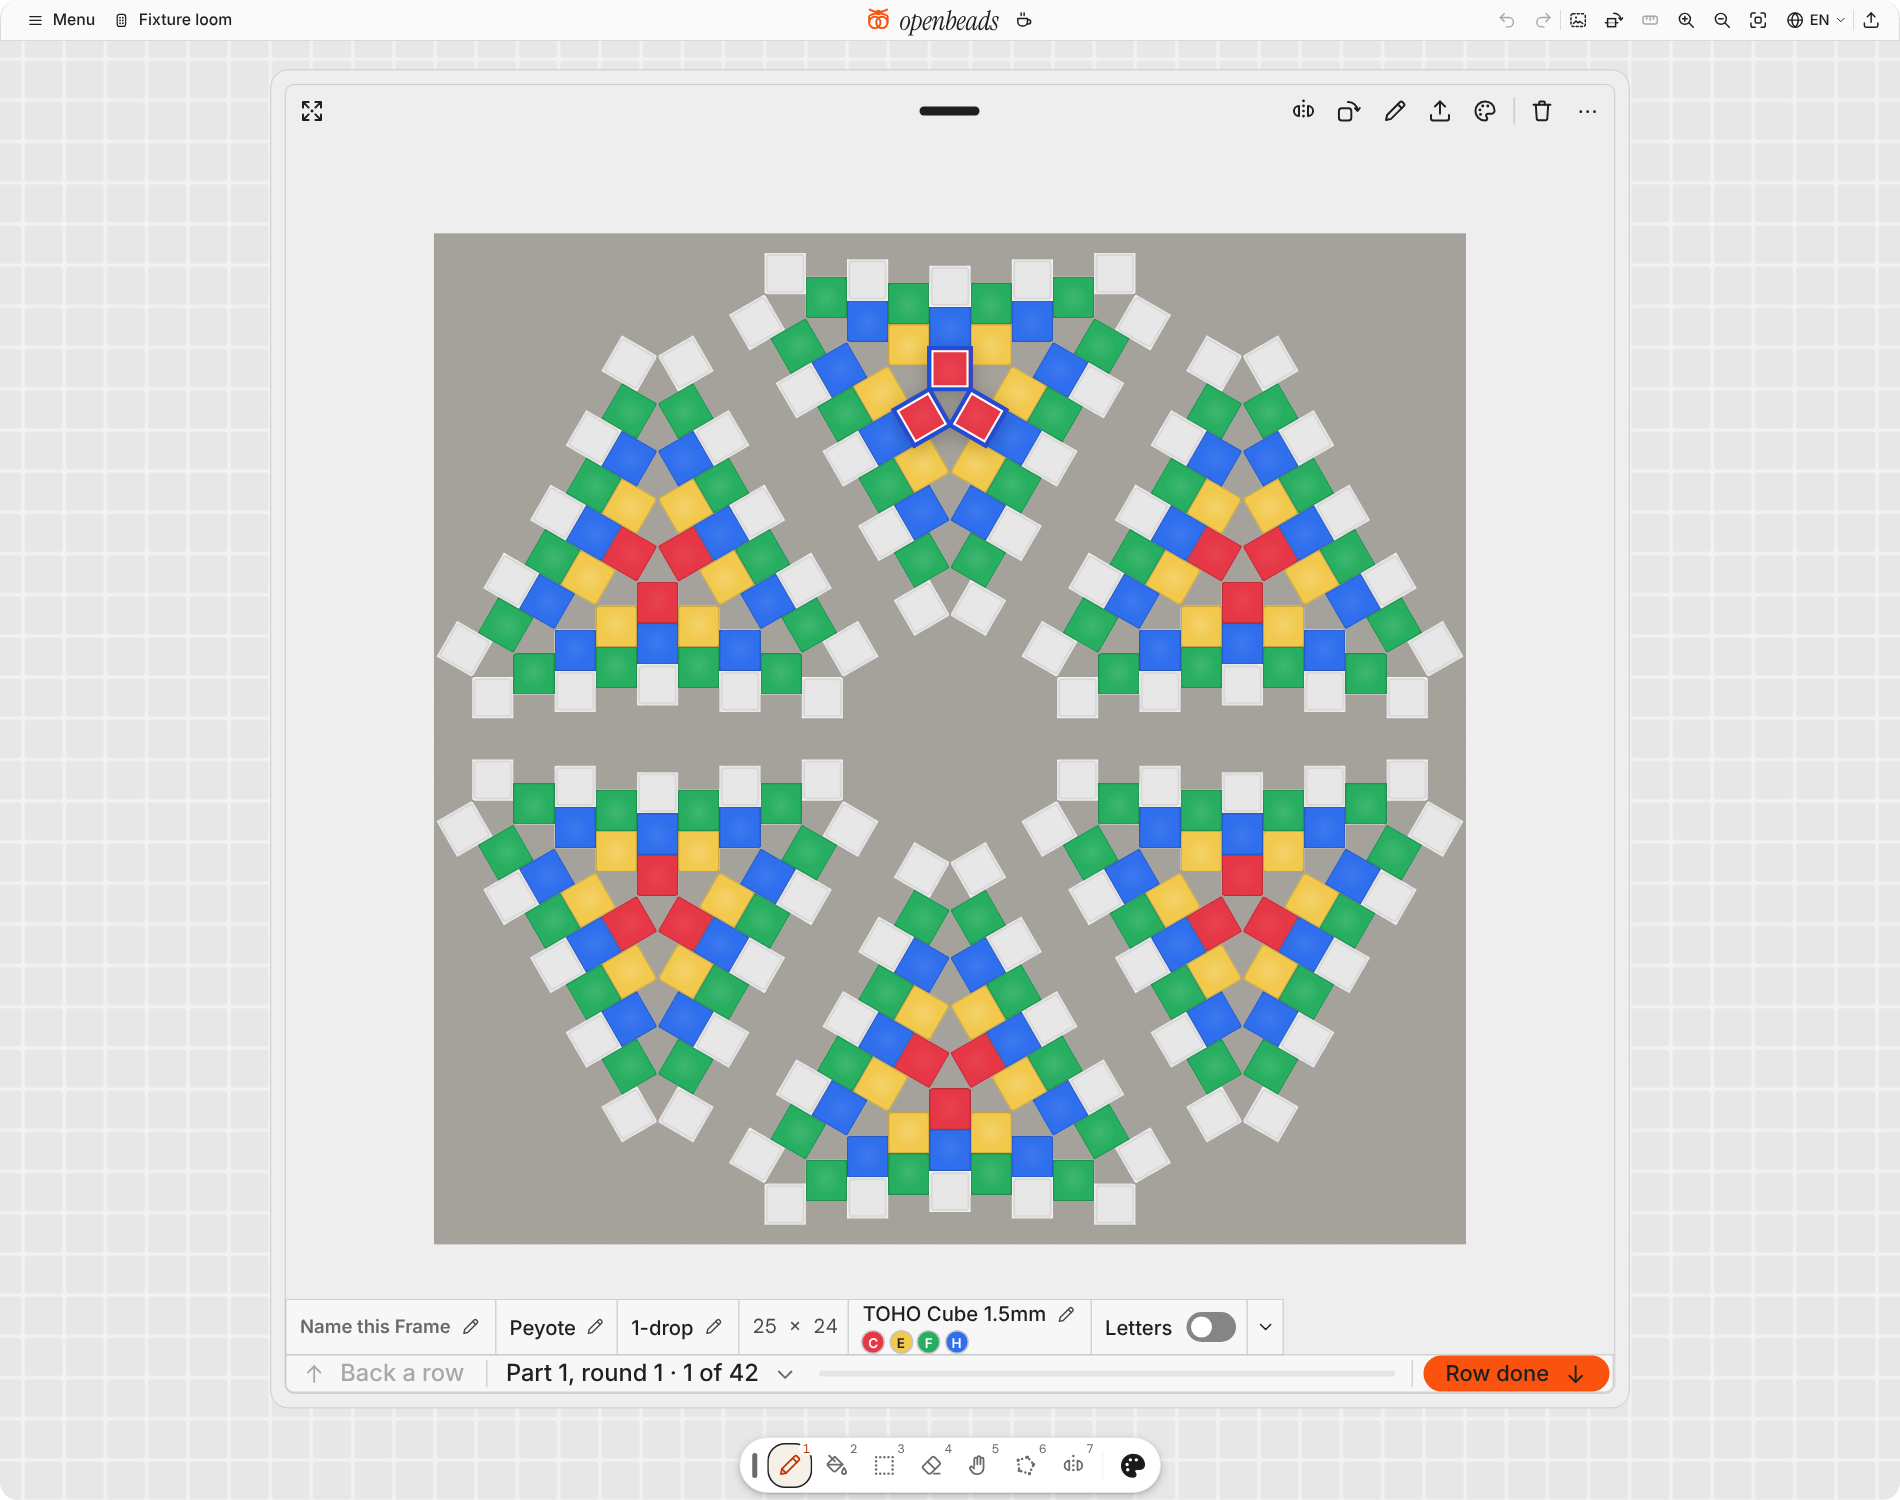 Menu
Fixture loom
openbeads
EN
Name this Frame
Peyote
1-drop
25 × 24
TOHO Cube 1.5mm
C E F H
Letters
Back a row
Part 1, round 1 · 1 of 42
Row done
1 2 3 4 5 6 7